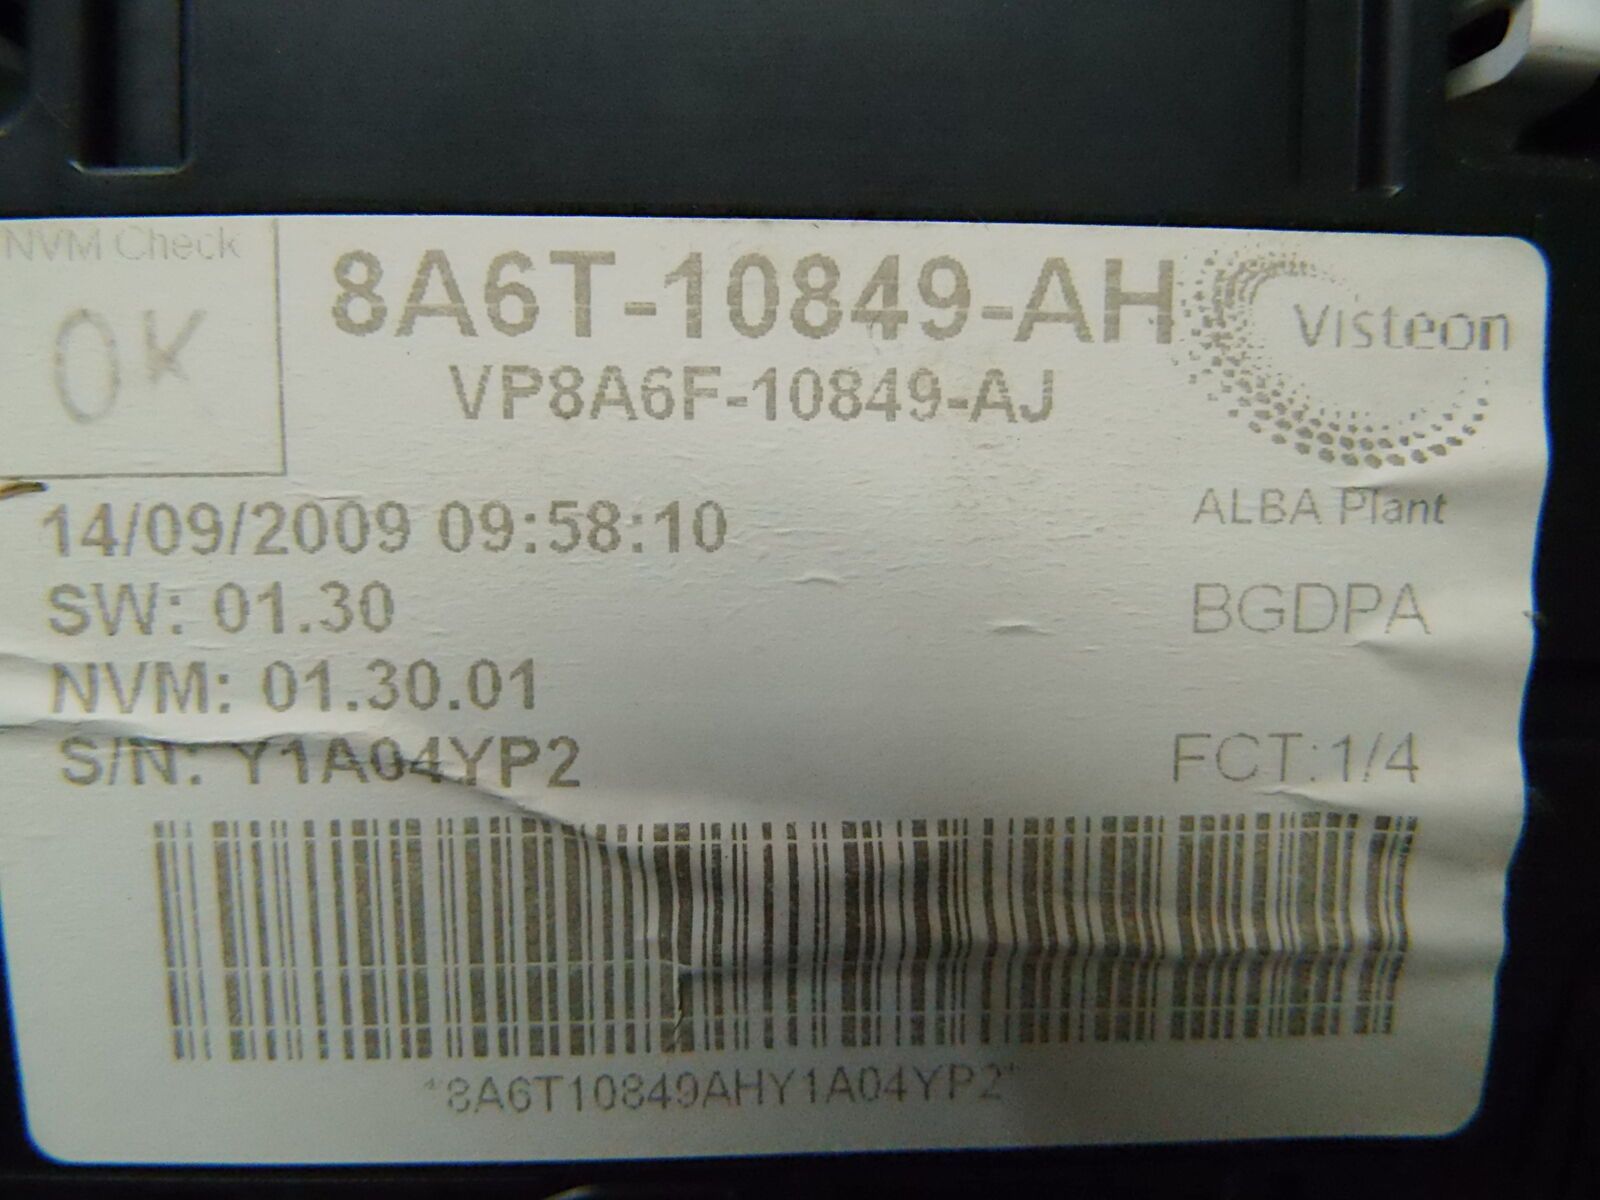 NVM Check
OK
8A6T-10849-AH
VP8A6F-10849-AJ
Visteon
14/09/2009 09:58:10
ALBA Plant
SW: 01.30
BGDPA
NVM: 01.30.01
S/N: Y1A04YP2
FCT:1/4
*8A6T10849AHY1A04YP2*